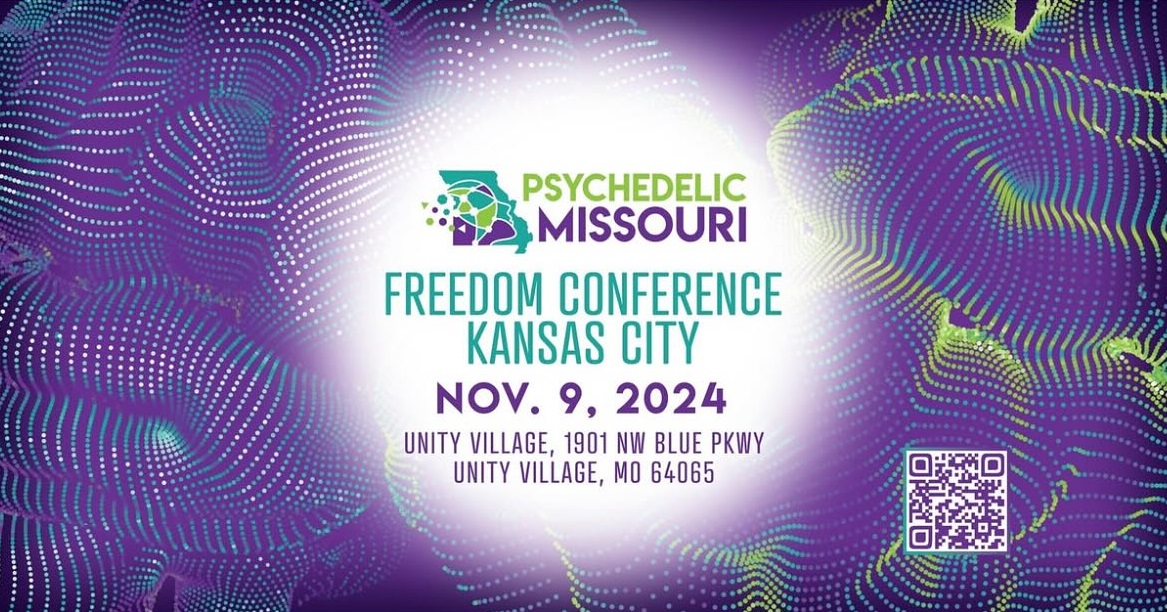 PSYCHEDELIC
MISSOURI
FREEDOM CONFERENCE
KANSAS CITY
NOV. 9, 2024
UNITY VILLAGE, 1901 NW BLUE PKWY
UNITY VILLAGE, MO 64065